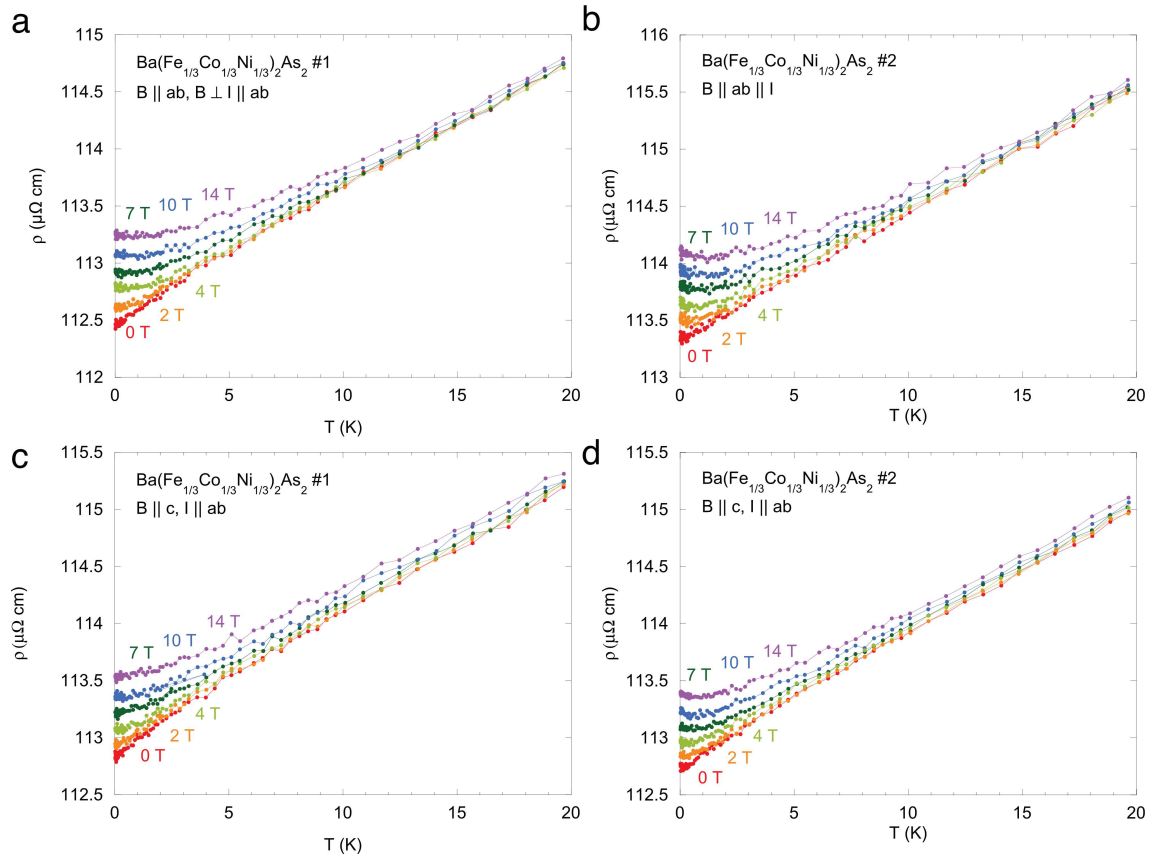 a
Ba(Fe1/3Co1/3Ni1/3)2As2 #1
B || ab, B ⊥ I || ab
115
114.5
114
113.5
113
112.5
112
ρ (μΩ cm)
14 T
10 T
7 T
4 T
2 T
0 T
0 5 10 15 20
T (K)
b
Ba(Fe1/3Co1/3Ni1/3)2As2 #2
B || ab || I
116
115.5
115
114.5
114
113.5
113
ρ (μΩ cm)
14 T
10 T
7 T
4 T
2 T
0 T
0 5 10 15 20
T (K)
c
Ba(Fe1/3Co1/3Ni1/3)2As2 #1
B || c, I || ab
115.5
115
114.5
114
113.5
113
112.5
ρ (μΩ cm)
14 T
10 T
7 T
4 T
2 T
0 T
0 5 10 15 20
T (K)
d
Ba(Fe1/3Co1/3Ni1/3)2As2 #2
B || c, I || ab
115.5
115
114.5
114
113.5
113
112.5
ρ (μΩ cm)
14 T
10 T
7 T
4 T
2 T
0 T
0 5 10 15 20
T (K)